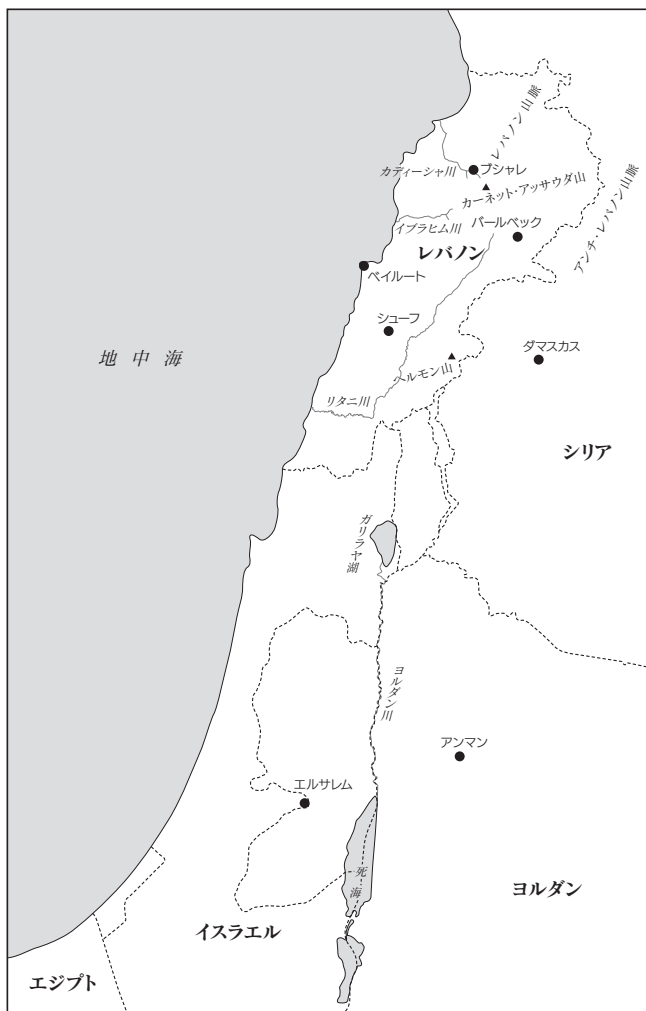 レバノン山脈
ブシャレ
カディーシャ川
カーネット・アッサウダ山
イブラヒム川
バールベック
アンチ・レバノン山脈
レバノン
ベイルート
シューフ
地中海
ダマスカス
ヘルモン山
リタニ川
シリア
ガリラヤ湖
ヨルダン川
アンマン
エルサレム
死海
ヨルダン
イスラエル
エジプト